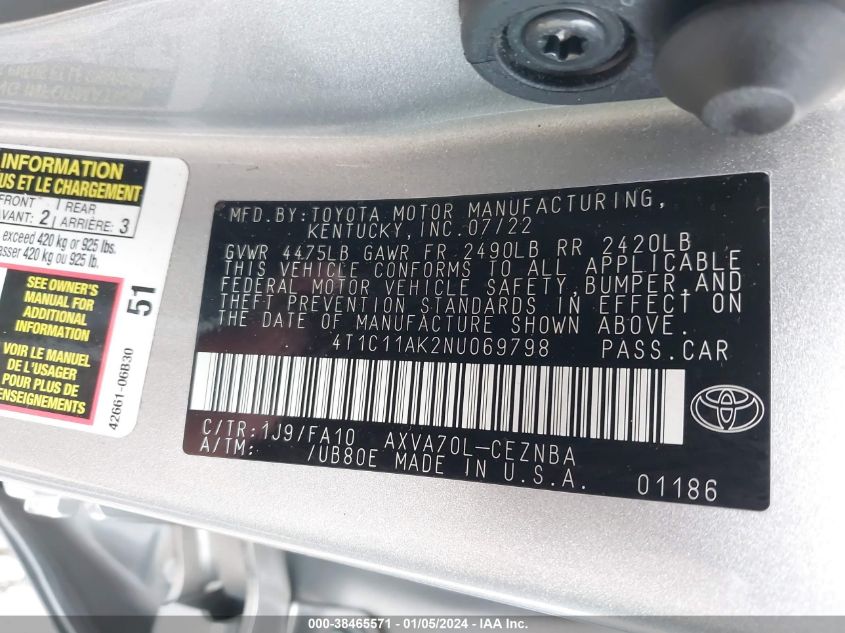 INFORMATION
US ET LE CHARGEMENT
FRONT 1 REAR
AVANT: 2 ARRIÈRE: 3
exceed 420 kg or 925 lbs.
asser 420 kg ou 925 lb.
SEE OWNER'S
MANUAL FOR
ADDITIONAL
INFORMATION
VOIR LE MANUEL
DE L'USAGER
POUR PLUS DE
ENSEIGNEMENTS
51
42661-06B30
MFD.BY:TOYOTA MOTOR MANUFACTURING,
KENTUCKY,INC.07/22
GVWR 4475LB GAWR FR 2490LB RR 2420LB
THIS VEHICLE CONFORMS TO ALL APPLICABLE
FEDERAL MOTOR VEHICLE SAFETY,BUMPER,AND
THEFT PREVENTION STANDARDS IN EFFECT ON
THE DATE OF MANUFACTURE SHOWN ABOVE.
4T1C11AK2NU069798 PASS.CAR
C/TR:1J9/FA10 AXVA70L-CEZNBA
A/TM: /UB80E MADE IN U.S.A.
01186
000-38465571 - 01/05/2024 - IAA Inc.